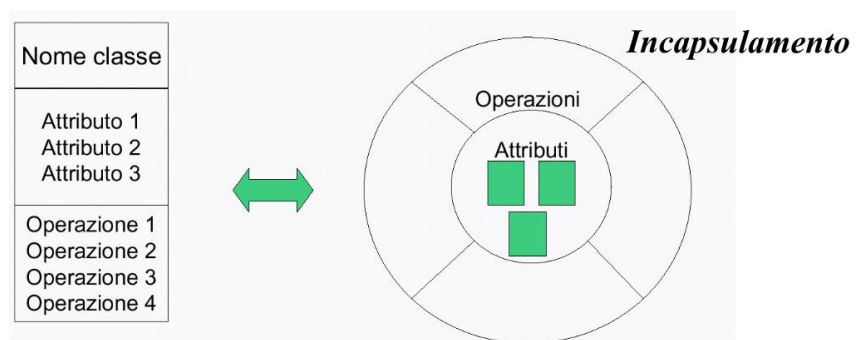 Nome classe
Attributo 1
Attributo 2
Attributo 3
Operazione 1
Operazione 2
Operazione 3
Operazione 4
Incapsulamento
Operazioni
Attributi